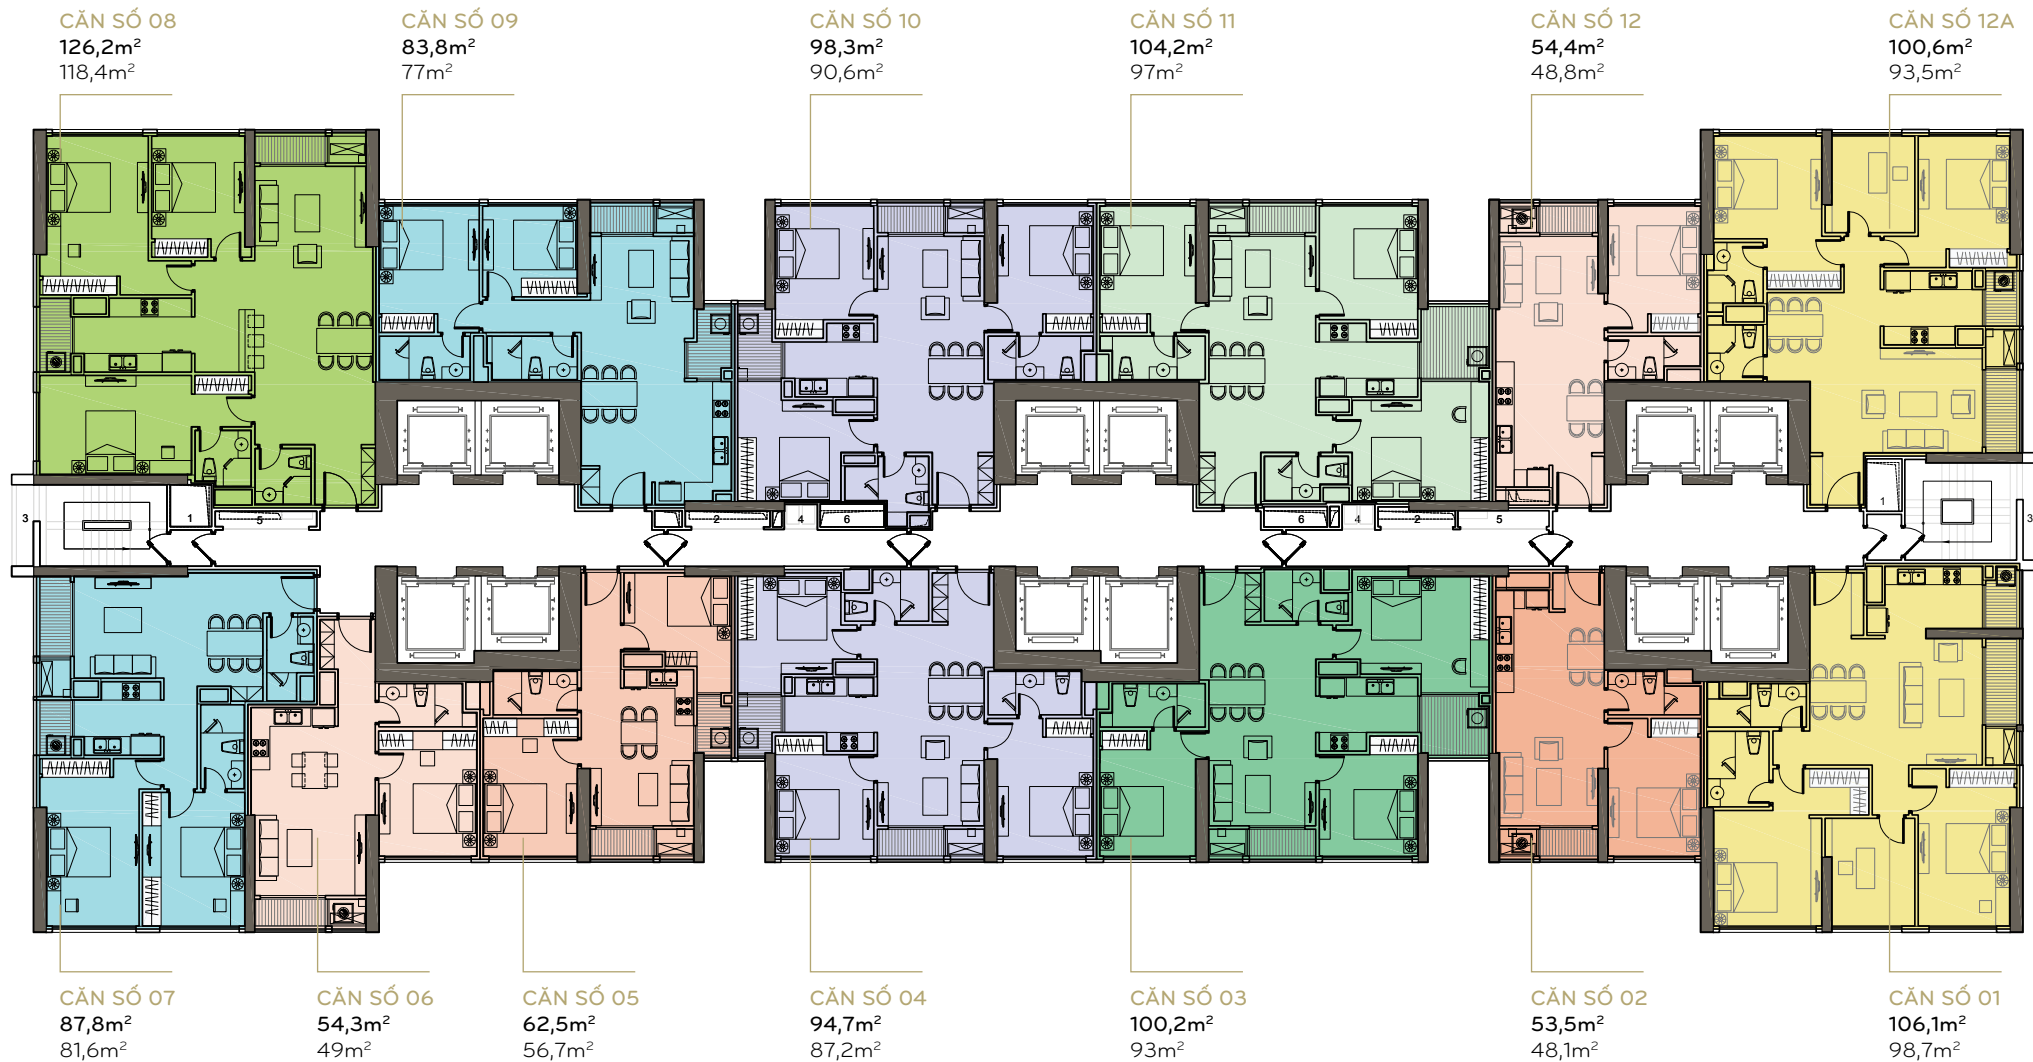 CĂN SỐ 08
126,2m²
118,4m²
CĂN SỐ 09
83,8m²
77m²
CĂN SỐ 10
98,3m²
90,6m²
CĂN SỐ 11
104,2m²
97m²
CĂN SỐ 12
54,4m²
48,8m²
CĂN SỐ 12A
100,6m²
93,5m²
3
1
5
2
4
6
6
4
2
5
1
3
CĂN SỐ 07
87,8m²
81,6m²
CĂN SỐ 06
54,3m²
49m²
CĂN SỐ 05
62,5m²
56,7m²
CĂN SỐ 04
94,7m²
87,2m²
CĂN SỐ 03
100,2m²
93m²
CĂN SỐ 02
53,5m²
48,1m²
CĂN SỐ 01
106,1m²
98,7m²